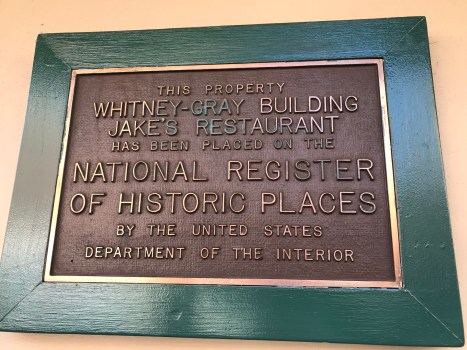 THIS PROPERTY
WHITNEY-GRAY BUILDING
JAKE'S RESTAURANT
HAS BEEN PLACED ON THE
NATIONAL REGISTER
OF HISTORIC PLACES
BY THE UNITED STATES
DEPARTMENT OF THE INTERIOR